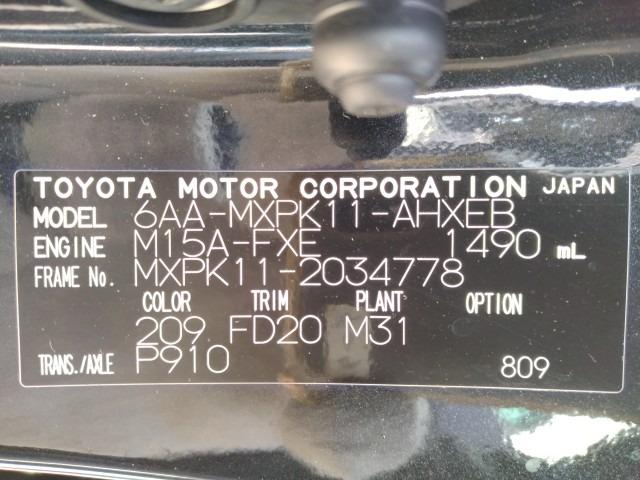 TOYOTA MOTOR CORPORATION JAPAN
MODEL 6AA-MXPK11-AHXEB
ENGINE M15A-FXE 1490 mL
FRAME No. MXPK11-2034778
COLOR TRIM PLANT OPTION
209 FD20 M31
TRANS./AXLE P910 809